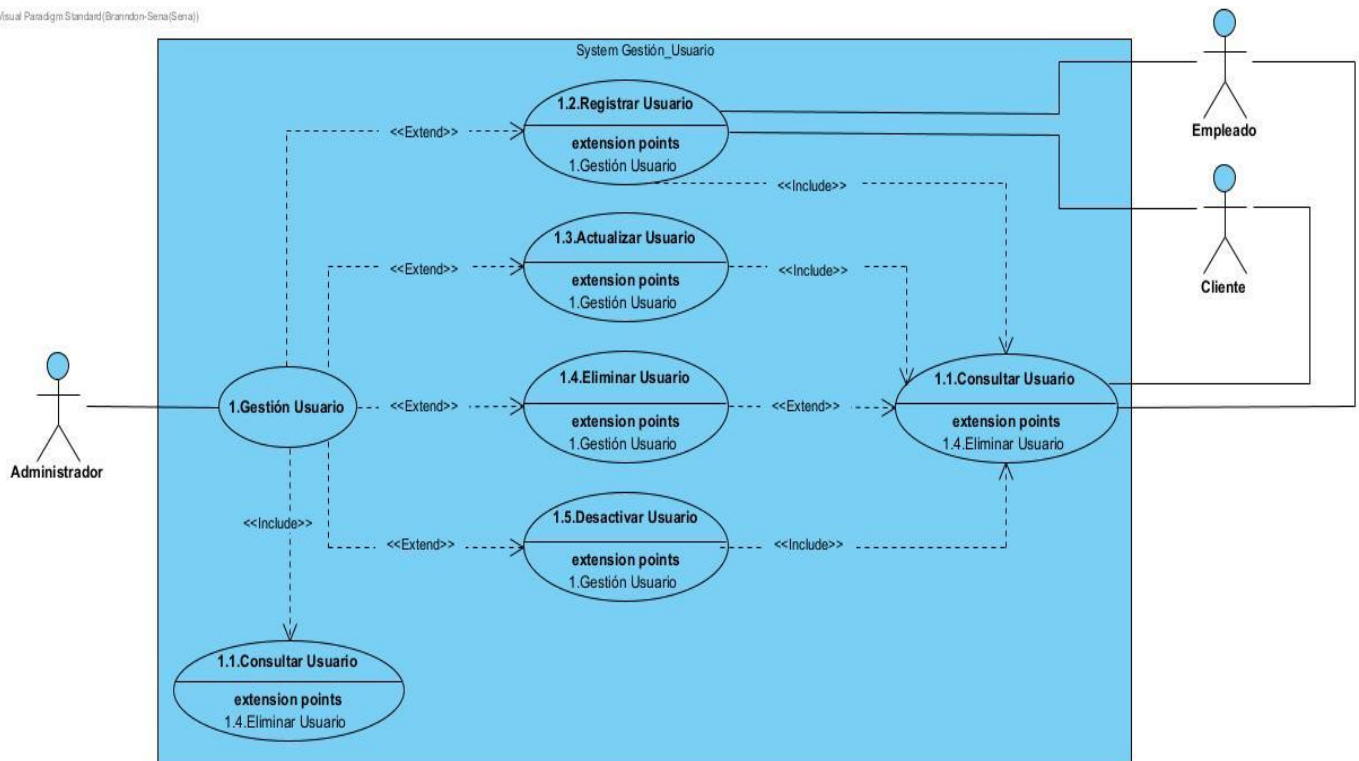 Visual Paradigm Standard(Branndon-Sena(Sena))
System Gestión_Usuario
1.2.Registrar Usuario
extension points
1.Gestión Usuario
<<Extend>>
<<Include>>
Empleado
1.3.Actualizar Usuario
extension points
1.Gestión Usuario
<<Extend>>
<<Include>>
Cliente
1.4.Eliminar Usuario
extension points
1.Gestión Usuario
<<Extend>>
<<Extend>>
1.1.Consultar Usuario
extension points
1.4.Eliminar Usuario
1.Gestión Usuario
Administrador
<<Include>>
1.5.Desactivar Usuario
extension points
1.Gestión Usuario
<<Extend>>
<<Include>>
1.1.Consultar Usuario
extension points
1.4.Eliminar Usuario